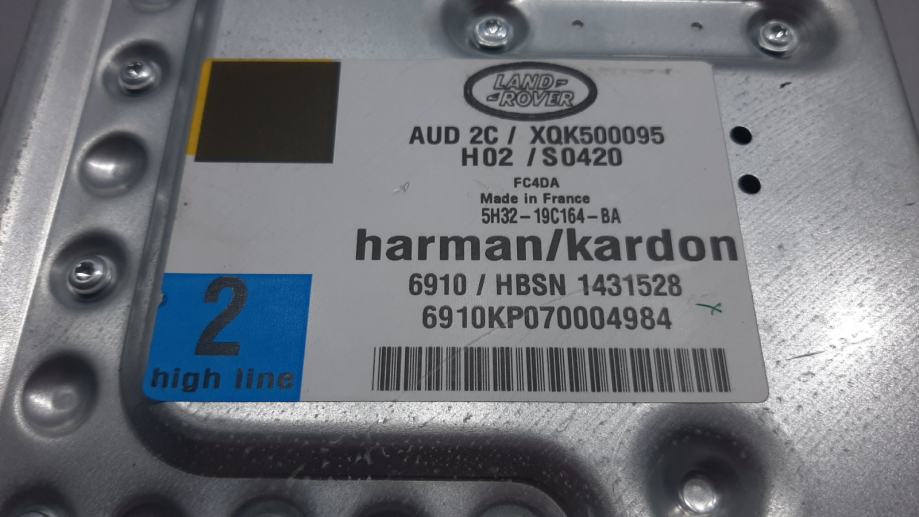 LAND-
-ROVER
AUD 2C / XQK500095
H02 / S0420
FC4DA
Made in France
5H32-19C164-BA
harman/kardon
6910 / HBSN 1431528
6910KP070004984
2
high line